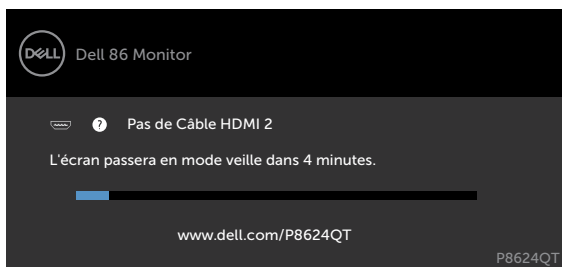 DELL
Dell 86 Monitor
? Pas de Câble HDMI 2
L'écran passera en mode veille dans 4 minutes.
www.dell.com/P8624QT
P8624QT